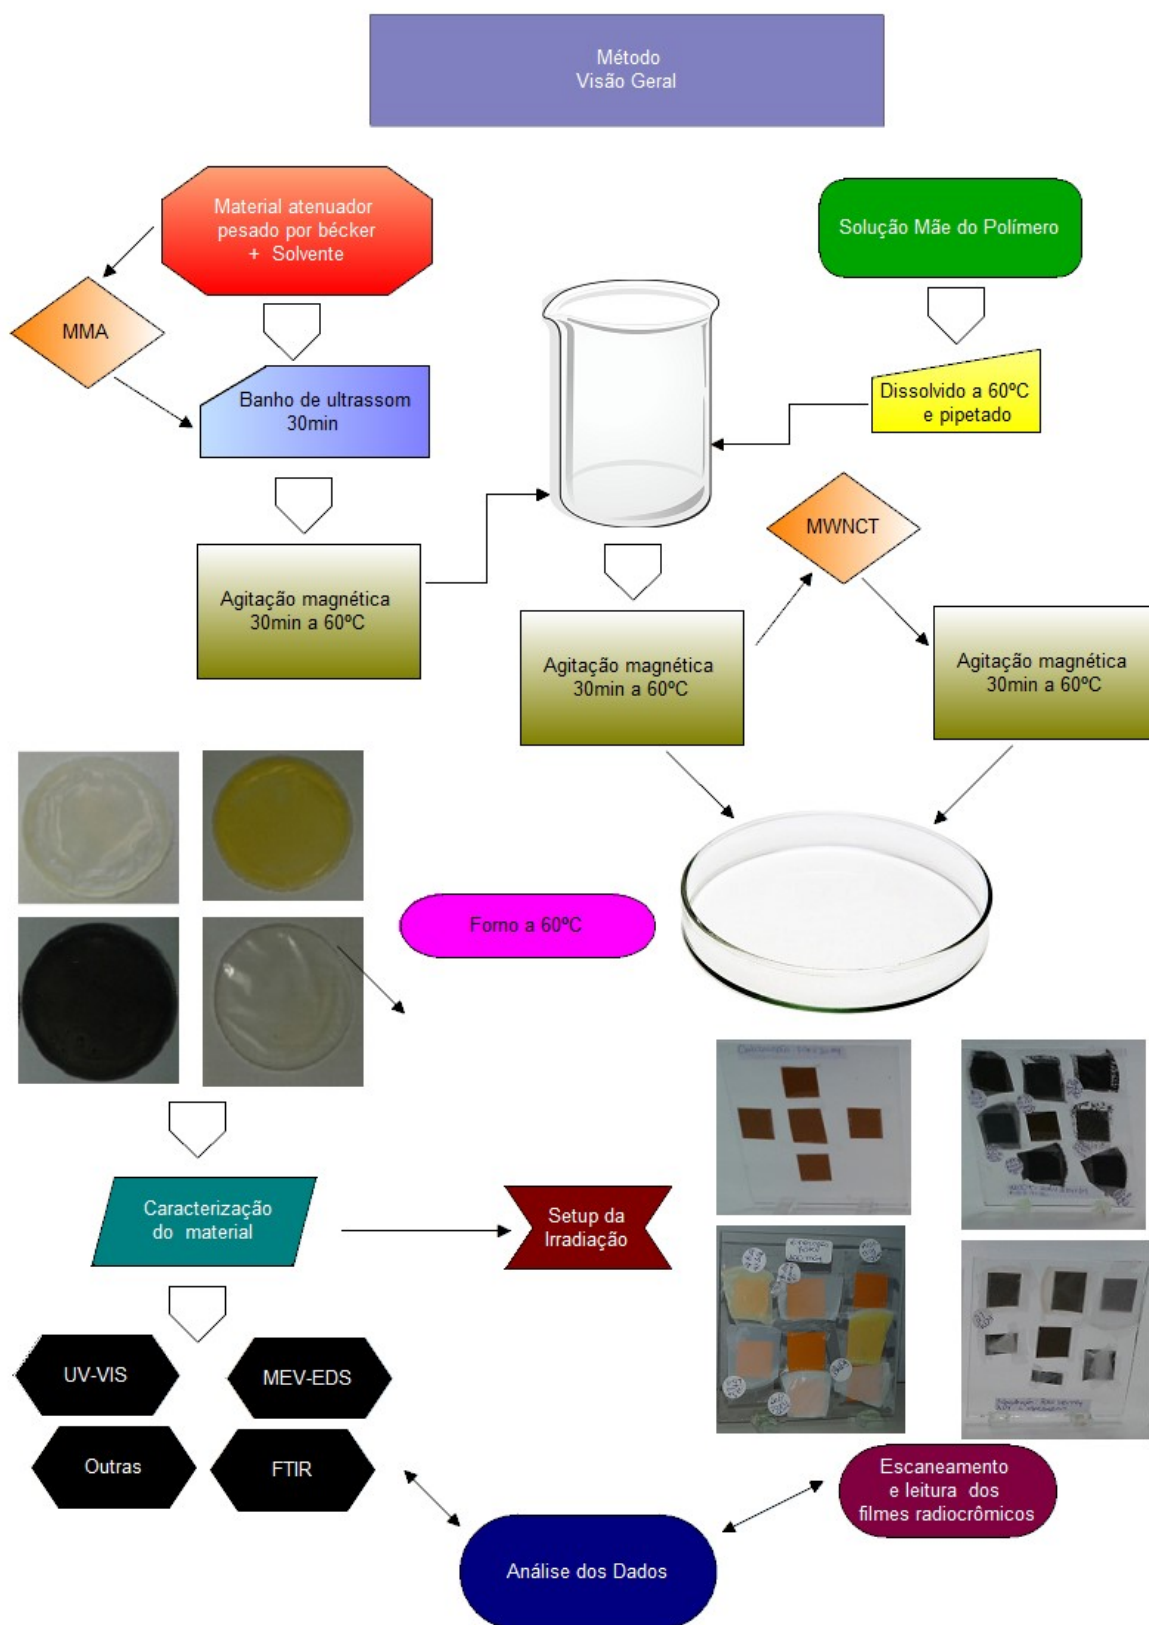 Método
Visão Geral
Material atenuador
pesado por bécker
+ Solvente
Solução Mãe do Polímero
MMA
Banho de ultrassom
30min
Dissolvido a 60ºC
e pipetado
MWNCT
Agitação magnética
30min a 60ºC
Agitação magnética
30min a 60ºC
Agitação magnética
30min a 60ºC
Forno a 60ºC
Caracterização
do material
Setup da
Irradiação
UV-VIS
MEV-EDS
Outras
FTIR
Escaneamento
e leitura dos
filmes radiocrômicos
Análise dos Dados